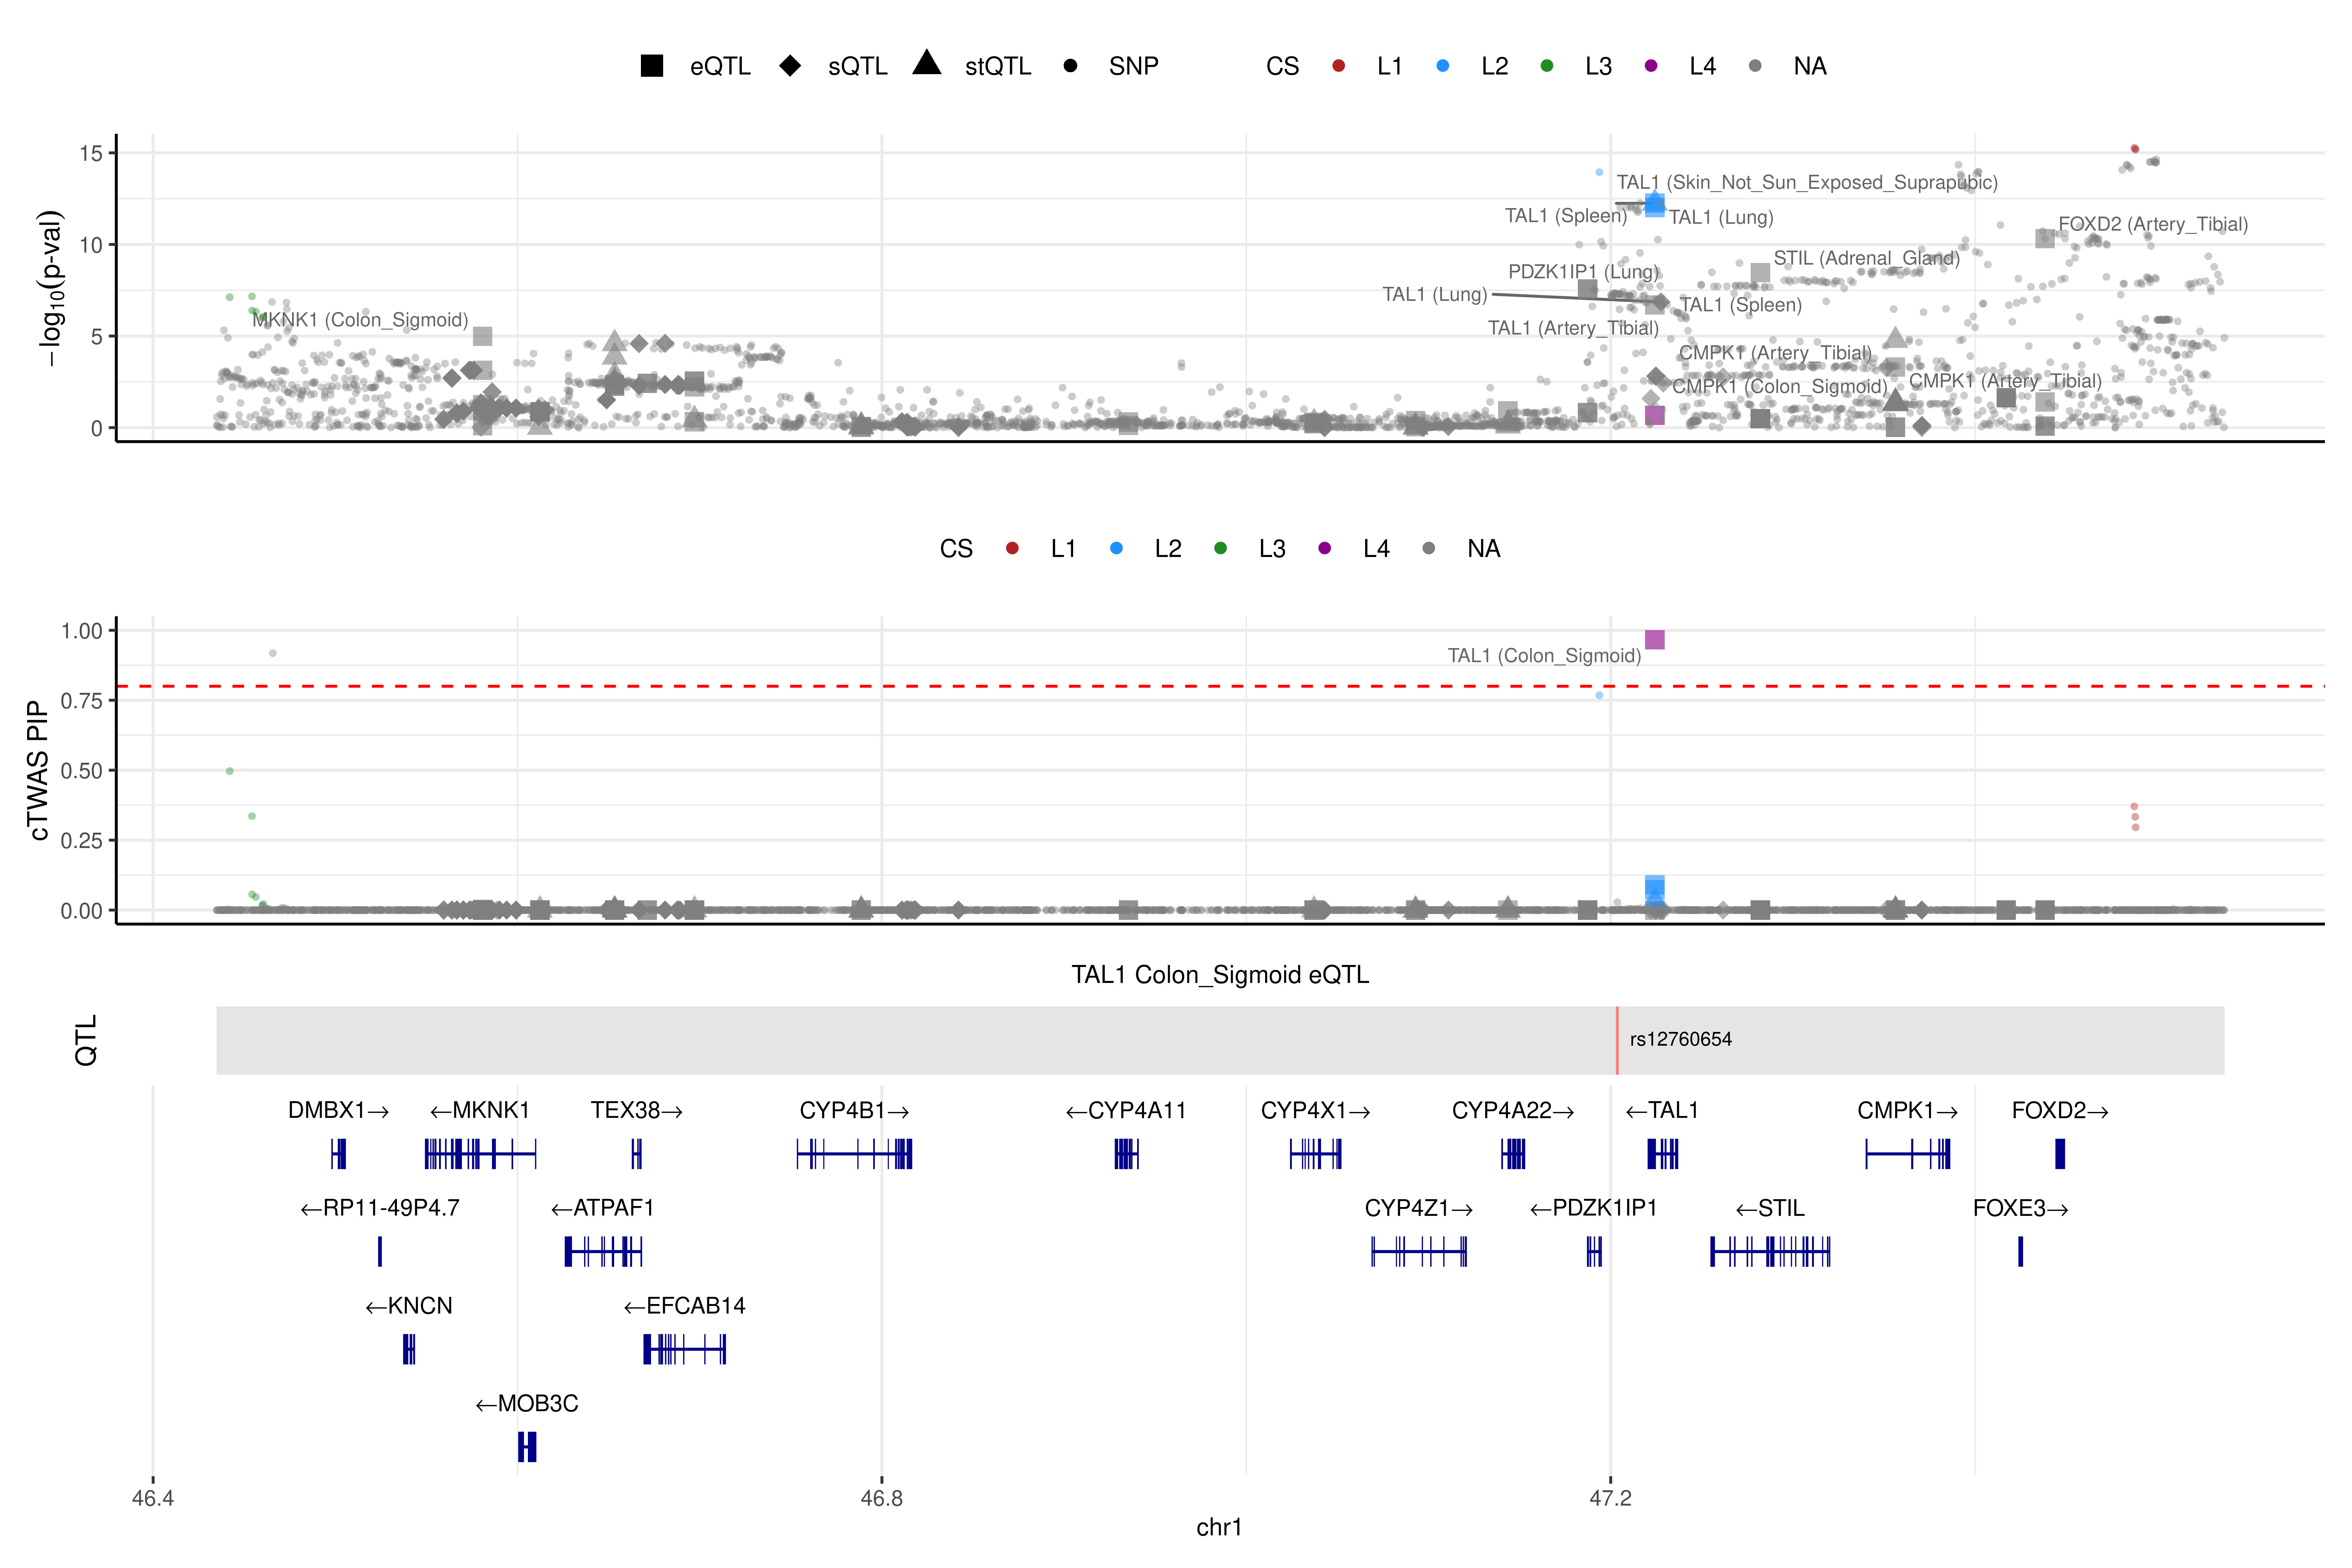 eQTL sQTL stQTL SNP CS L1 L2 L3 L4 NA
−log10(p-val)
15
10
5
0
TAL1 (Skin_Not_Sun_Exposed_Suprapubic)
TAL1 (Spleen)
TAL1 (Lung)
FOXD2 (Artery_Tibial)
STIL (Adrenal_Gland)
PDZK1IP1 (Lung)
TAL1 (Lung)
TAL1 (Spleen)
MKNK1 (Colon_Sigmoid)
TAL1 (Artery_Tibial)
CMPK1 (Artery_Tibial)
CMPK1 (Colon_Sigmoid)
CMPK1 (Artery_Tibial)
CS L1 L2 L3 L4 NA
cTWAS PIP
1.00
0.75
0.50
0.25
0.00
TAL1 (Colon_Sigmoid)
TAL1 Colon_Sigmoid eQTL
QTL
rs12760654
DMBX1→ ←MKNK1 TEX38→ CYP4B1→ ←CYP4A11 CYP4X1→ CYP4A22→ ←TAL1 CMPK1→ FOXD2→
←RP11-49P4.7 ←ATPAF1 CYP4Z1→ ←PDZK1IP1 ←STIL FOXE3→
←KNCN ←EFCAB14
←MOB3C
46.4 46.8 47.2
chr1